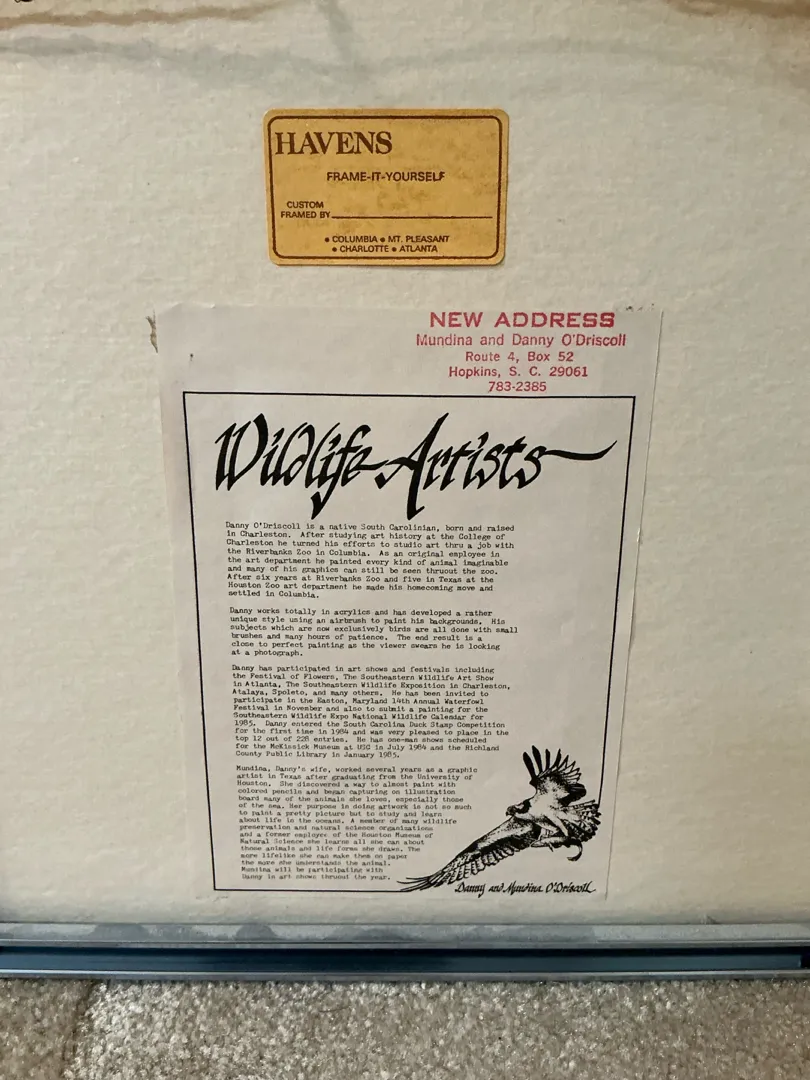 HAVENS
FRAME-IT-YOURSELF
CUSTOM
FRAMED BY
• COLUMBIA • MT. PLEASANT
• CHARLOTTE • ATLANTA
NEW ADDRESS
Mundina and Danny O'Driscoll
Route 4, Box 52
Hopkins, S. C. 29061
783-2385
Wildlife Artists
Danny O'Driscoll is a native South Carolinian, born and raised
in Charleston. After studying art history at the College of
Charleston he turned his efforts to studio art thru a job with
the Riverbanks Zoo in Columbia. As an original employee in
the art department he painted every kind of animal imaginable
and many of his graphics can still be seen thruout the zoo.
After six years at Riverbanks Zoo and five in Texas at the
Houston Zoo art department he made his homecoming move and
settled in Columbia.
Danny works totally in acrylics and has developed a rather
unique style using an airbrush to paint his backgrounds. His
subjects which are now exclusively birds are all done with small
brushes and many hours of patience. The end result is a
close to perfect painting as the viewer swears he is looking
at a photograph.
Danny has participated in art shows and festivals including
the Festival of Flowers, The Southeastern Wildlife Art Show
in Atlanta, The Southeastern Wildlife Exposition in Charleston,
Atalaya, Spoleto, and many others. He has been invited to
participate in the Easton, Maryland 14th Annual Waterfowl
Festival in November and also to submit a painting for the
Southeastern Wildlife Expo National Wildlife Calendar for
1985. Danny entered the South Carolina Duck Stamp Competition
for the first time in 1984 and was very pleased to place in the
top 12 out of 228 entries. He has one-man shows scheduled
for the McKissick Museum at USC in July 1984 and the Richland
County Public Library in January 1985.
Mundina, Danny's wife, worked several years as a graphic
artist in Texas after graduating from the University of
Houston. She discovered a way to almost paint with
colored pencils and began capturing on illustration
board many of the animals she loves, especially those
of the sea. Her purpose in doing artwork is not so much
to paint a pretty picture but to study and learn
about life in the oceans. A member of many wildlife
preservation and natural science organizations
and a former employee of the Houston Museum of
Natural Science she learns all she can about
those animals and life forms she draws. The
more lifelike she can make them on paper
the more she understands the animal.
Mundina will be participating with
Danny in art shows thruout the year.
Danny and Mundina O'Driscoll